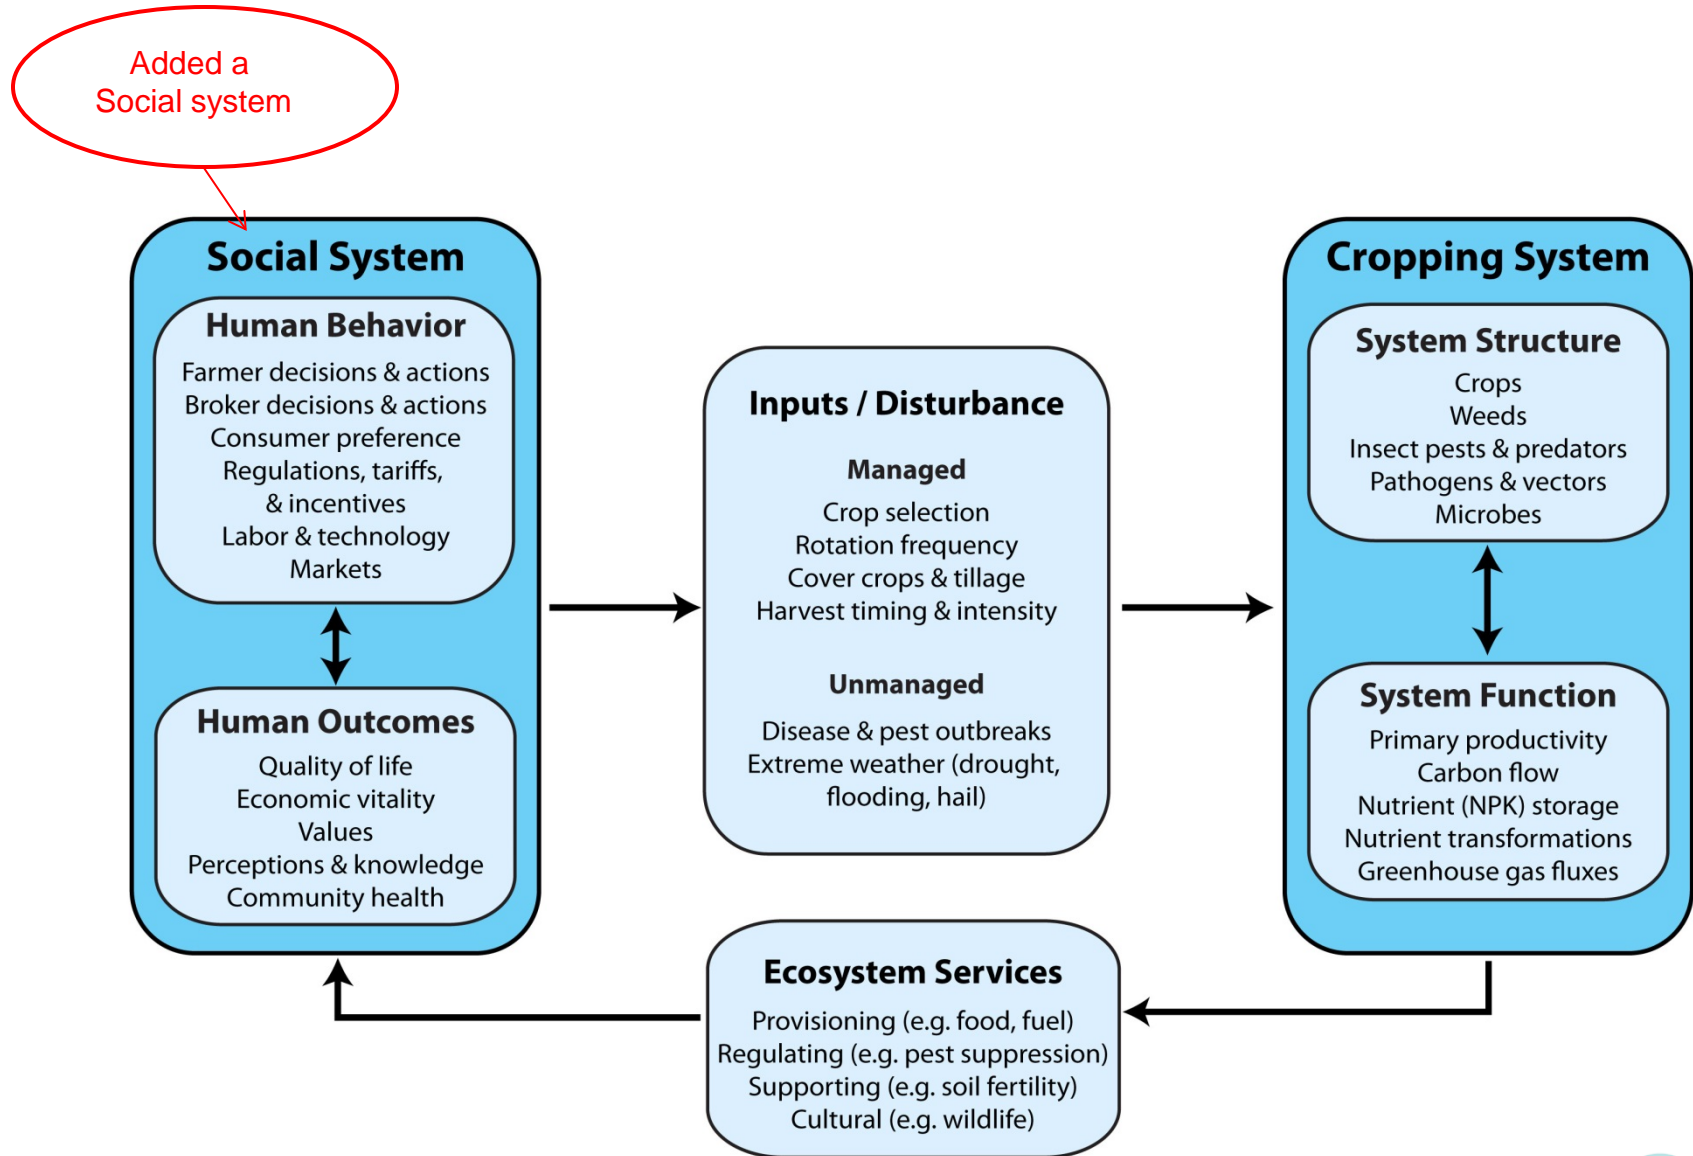 Added a
Social system
Social System
Human Behavior
Farmer decisions & actions
Broker decisions & actions
Consumer preference
Regulations, tariffs,
& incentives
Labor & technology
Markets
Human Outcomes
Quality of life
Economic vitality
Values
Perceptions & knowledge
Community health
Inputs / Disturbance
Managed
Crop selection
Rotation frequency
Cover crops & tillage
Harvest timing & intensity
Unmanaged
Disease & pest outbreaks
Extreme weather (drought,
flooding, hail)
Cropping System
System Structure
Crops
Weeds
Insect pests & predators
Pathogens & vectors
Microbes
System Function
Primary productivity
Carbon flow
Nutrient (NPK) storage
Nutrient transformations
Greenhouse gas fluxes
Ecosystem Services
Provisioning (e.g. food, fuel)
Regulating (e.g. pest suppression)
Supporting (e.g. soil fertility)
Cultural (e.g. wildlife)